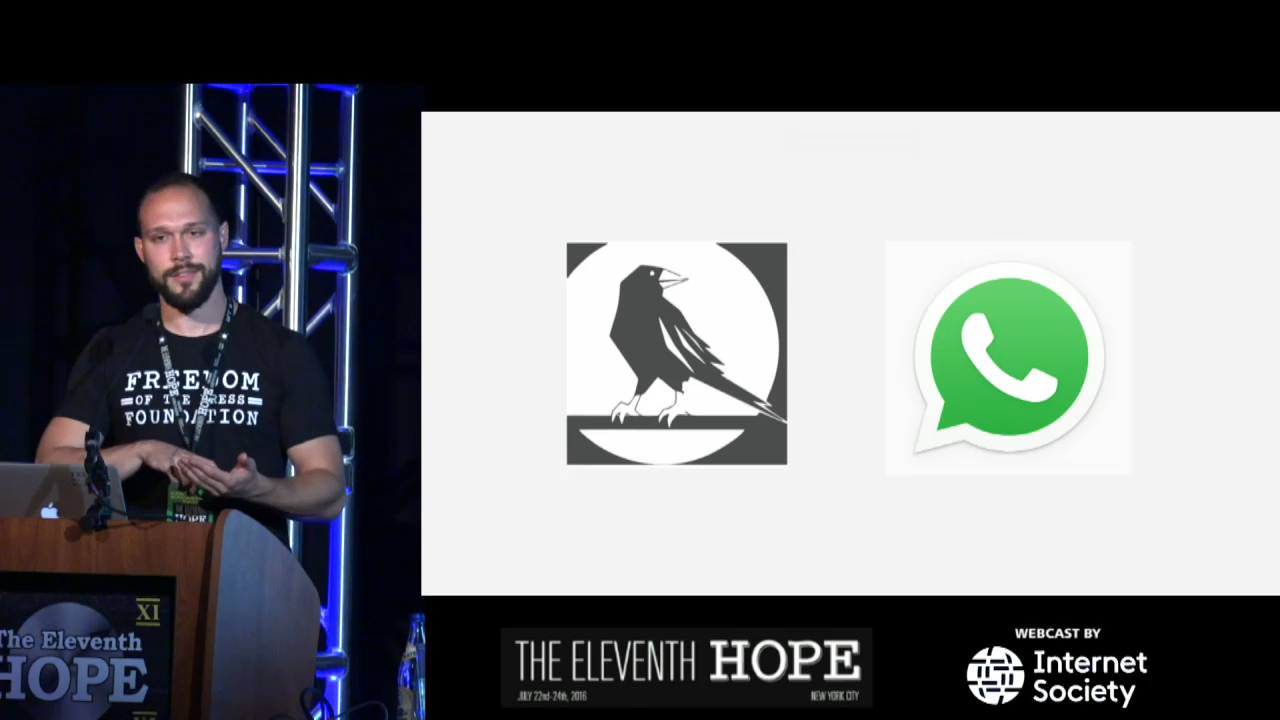 FREEDOM
OF THE PRESS
FOUNDATION
HOPE
XI
The Eleventh
HOPE
THE ELEVENTH HOPE
JULY 22nd-24th, 2016
NEW YORK CITY
WEBCAST BY
Internet
Society